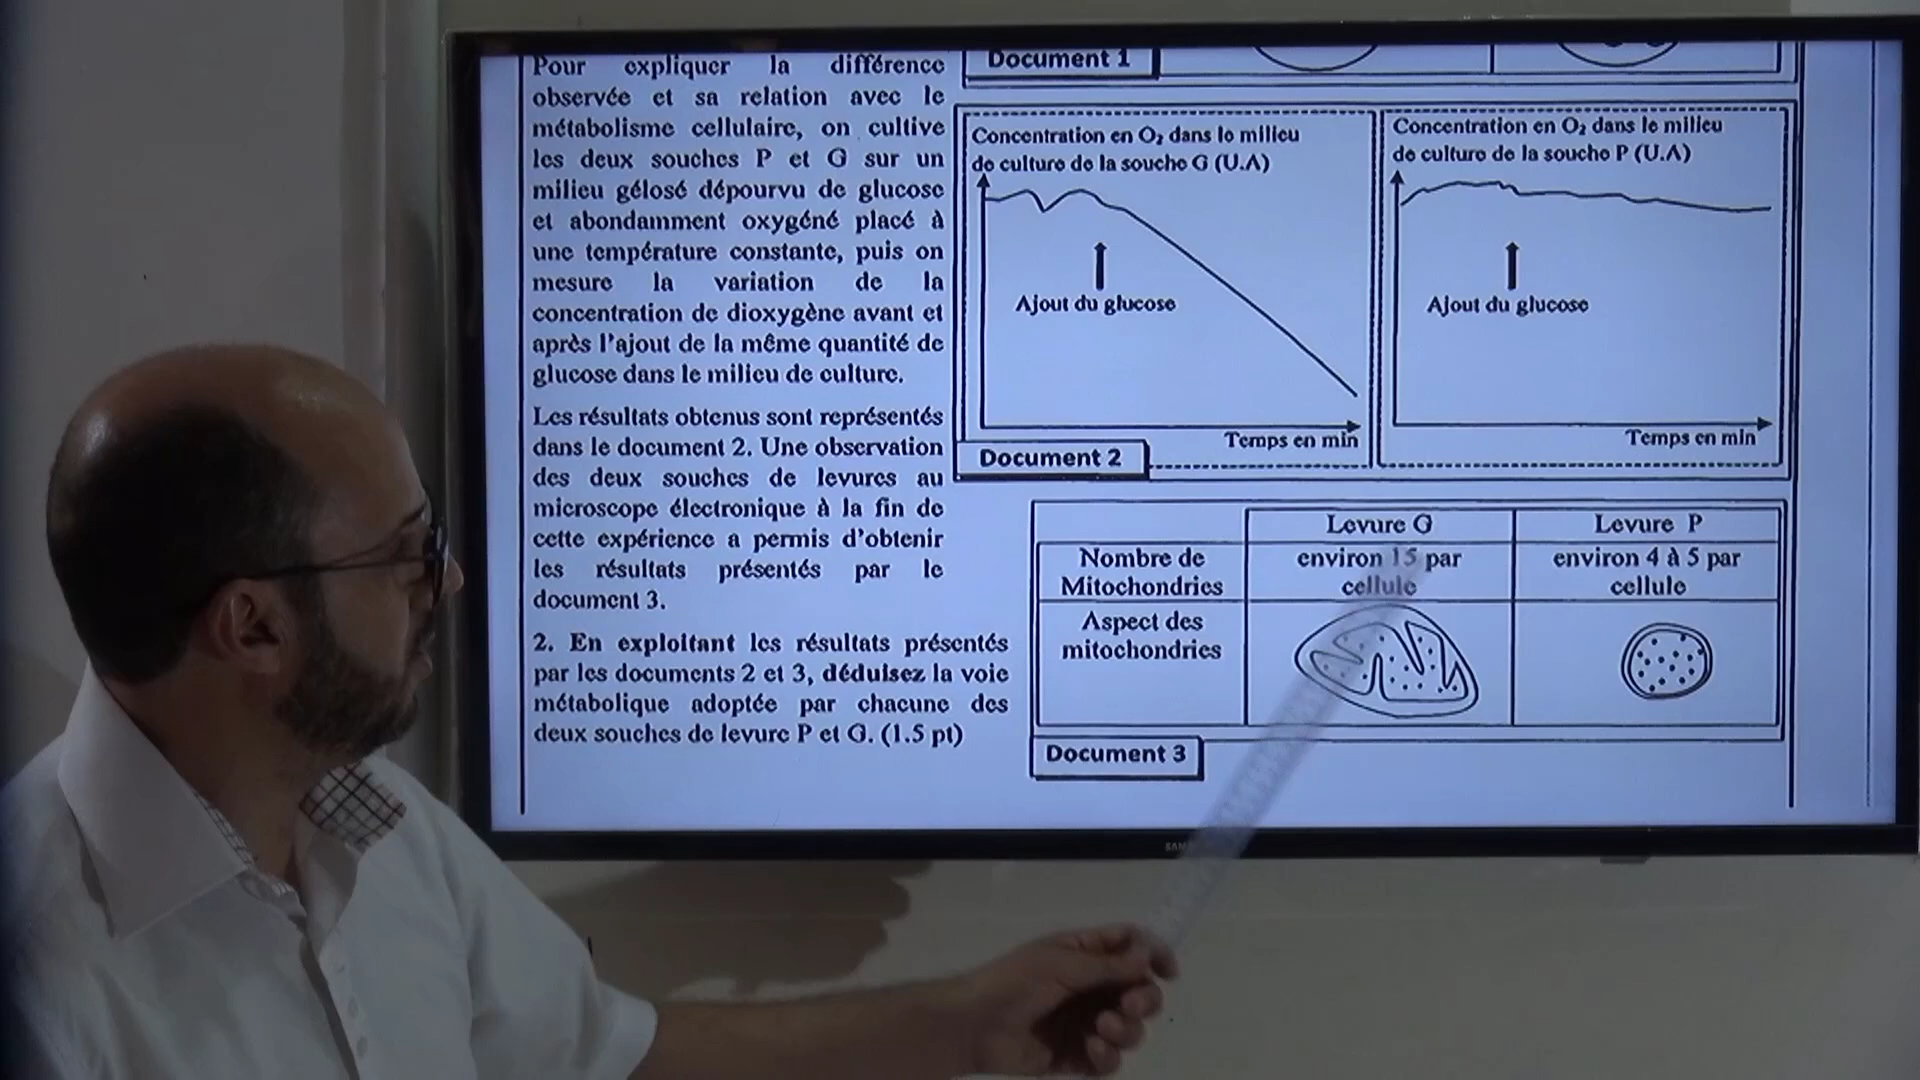 Pour expliquer la différence
observée et sa relation avec le
métabolisme cellulaire, on cultive
les deux souches P et G sur un
milieu gélosé dépourvu de glucose
et abondamment oxygéné placé à
une température constante, puis on
mesure la variation de la
concentration de dioxygène avant et
après l'ajout de la même quantité de
glucose dans le milieu de culture.
Les résultats obtenus sont représentés
dans le document 2. Une observation
des deux souches de levures au
microscope électronique à la fin de
cette expérience a permis d'obtenir
les résultats présentés par le
document 3.
2. En exploitant les résultats présentés
par les documents 2 et 3, déduisez la voie
métabolique adoptée par chacune des
deux souches de levure P et G. (1.5 pt)
Document 1
Concentration en O₂ dans le milieu
de culture de la souche G (U.A)
Ajout du glucose
Temps en min
Document 2
Concentration en O₂ dans le milieu
de culture de la souche P (U.A)
Ajout du glucose
Temps en min
Levure G
Levure P
Nombre de
Mitochondries
environ 15 par
cellule
environ 4 à 5 par
cellule
Aspect des
mitochondries
Document 3